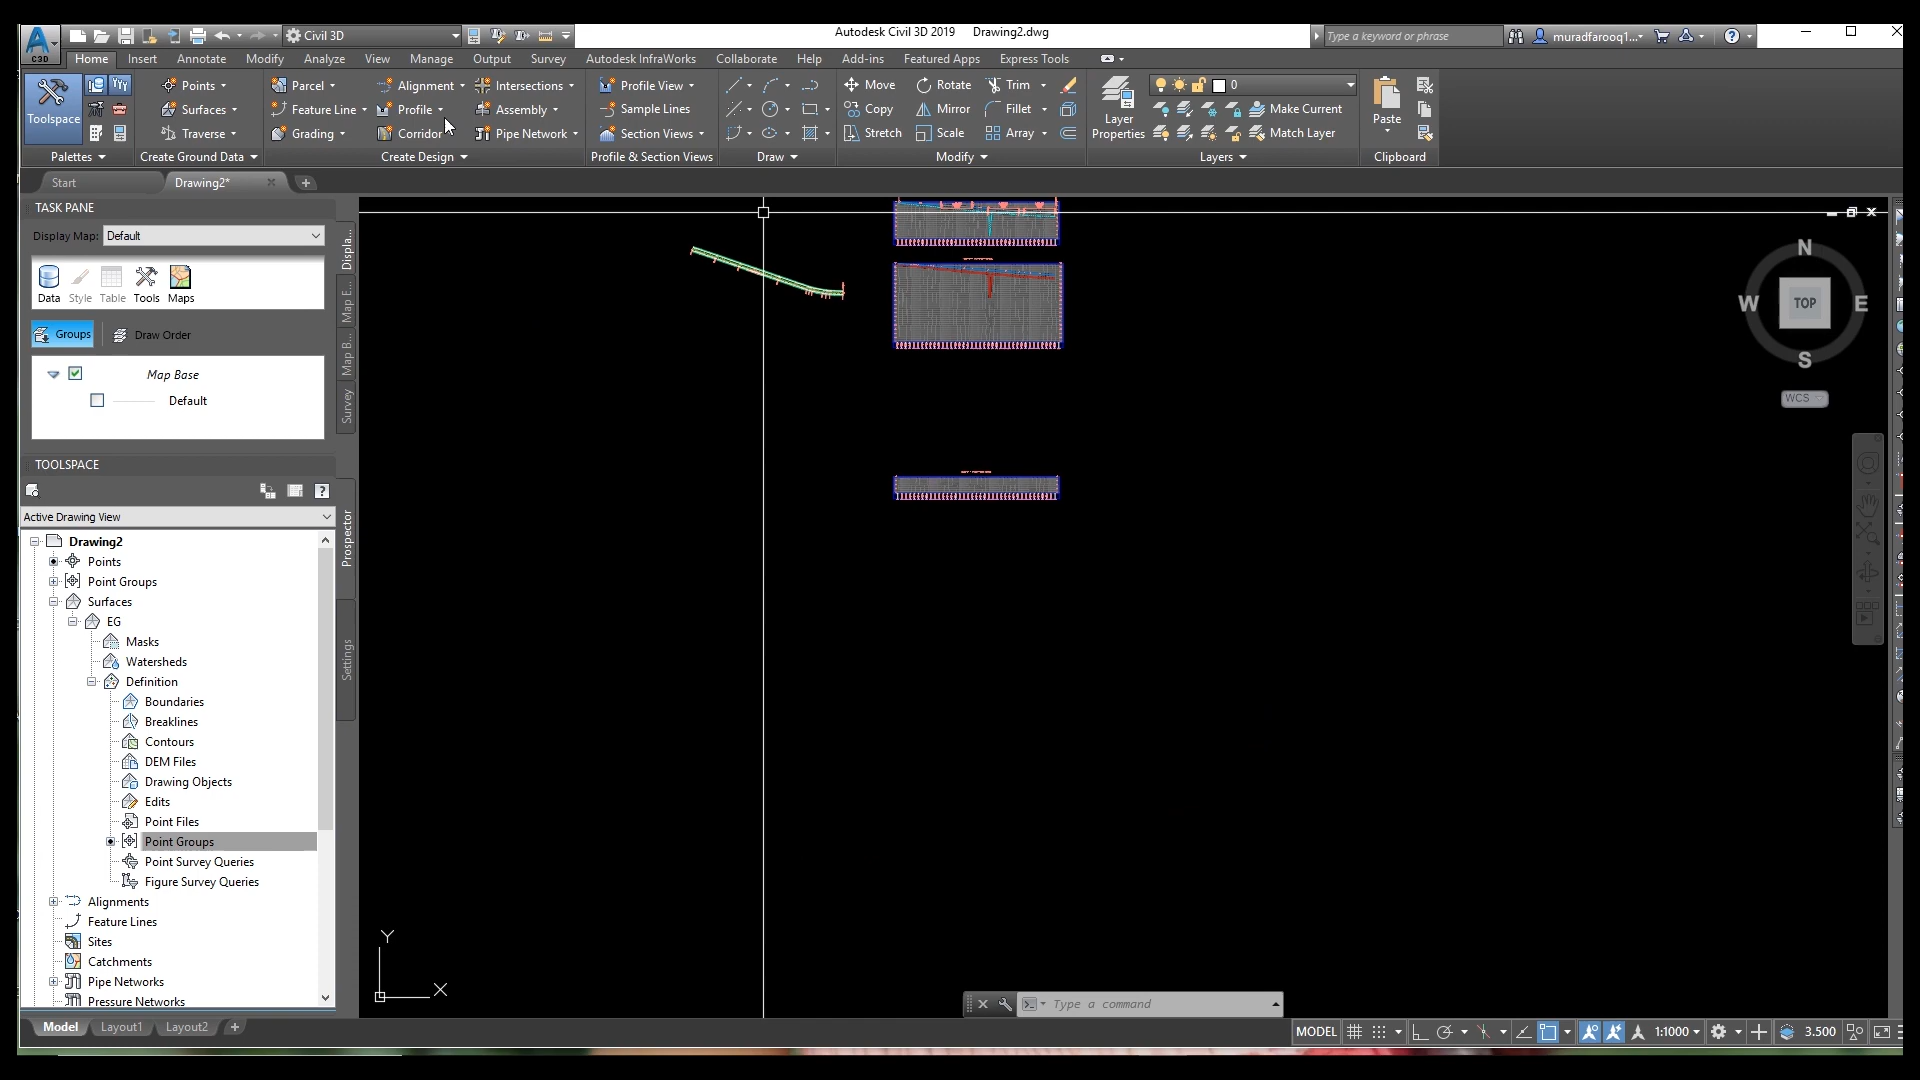 C3D
Civil 3D
Autodesk Civil 3D 2019 Drawing2.dwg
Type a keyword or phrase
muradfarooq1...
Home Insert Annotate Modify Analyze View Manage Output Survey Autodesk InfraWorks Collaborate Help Add-ins Featured Apps Express Tools
Toolspace
Points
Surfaces
Traverse
Parcel
Feature Line
Grading
Alignment
Profile
Corridor
Intersections
Assembly
Pipe Network
Profile View
Sample Lines
Section Views
Move
Copy
Stretch
Rotate
Mirror
Scale
Trim
Fillet
Array
Layer
Properties
0
Make Current
Match Layer
Paste
Palettes Create Ground Data Create Design Profile & Section Views Draw Modify Layers Clipboard
Start Drawing2*
TASK PANE
Display Map: Default
Data Style Table Tools Maps
Groups Draw Order
Map Base
Default
Displa...
Map E...
Map B...
Survey
TOOLSPACE
Active Drawing View
Drawing2
Points
Point Groups
Surfaces
EG
Masks
Watersheds
Definition
Boundaries
Breaklines
Contours
DEM Files
Drawing Objects
Edits
Point Files
Point Groups
Point Survey Queries
Figure Survey Queries
Alignments
Feature Lines
Sites
Catchments
Pipe Networks
Pressure Networks
Prospector
Settings
N
W TOP E
S
WCS
Y
X
Type a command
Model Layout1 Layout2
MODEL 1:1000 3.500